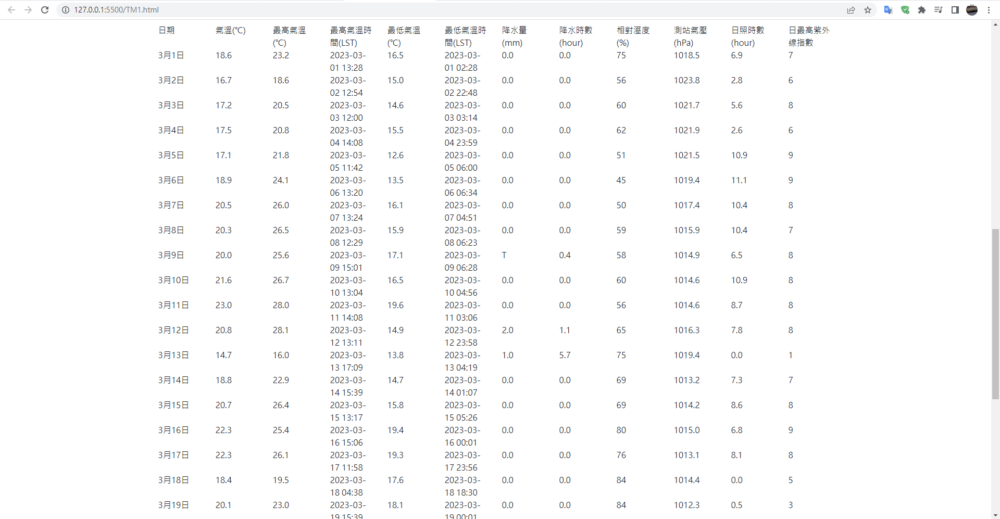 127.0.0.1:5500/TM1.html
日期 氣溫(℃) 最高氣溫 最高氣溫時 最低氣溫 最低氣溫時 降水量 降水時數 相對溼度 測站氣壓 日照時數 日最高紫外
(℃) 間(LST) (℃) 間(LST) (mm) (hour) (%) (hPa) (hour) 線指數
3月1日 18.6 23.2 2023-03- 16.5 2023-03- 0.0 0.0 75 1018.5 6.9 7
01 13:28 01 02:28
3月2日 16.7 18.6 2023-03- 15.0 2023-03- 0.0 0.0 56 1023.8 2.8 6
02 12:54 02 22:48
3月3日 17.2 20.5 2023-03- 14.6 2023-03- 0.0 0.0 60 1021.7 5.6 8
03 12:00 03 03:14
3月4日 17.5 20.8 2023-03- 15.5 2023-03- 0.0 0.0 62 1021.9 2.6 6
04 14:08 04 23:59
3月5日 17.1 21.8 2023-03- 12.6 2023-03- 0.0 0.0 51 1021.5 10.9 9
05 11:42 05 06:00
3月6日 18.9 24.1 2023-03- 13.5 2023-03- 0.0 0.0 45 1019.4 11.1 9
06 13:20 06 06:34
3月7日 20.5 26.0 2023-03- 16.1 2023-03- 0.0 0.0 50 1017.4 10.4 8
07 13:24 07 04:51
3月8日 20.3 26.5 2023-03- 15.9 2023-03- 0.0 0.0 59 1015.9 10.4 7
08 12:29 08 06:23
3月9日 20.0 25.6 2023-03- 17.1 2023-03- T 0.4 58 1014.9 6.5 8
09 15:01 09 06:28
3月10日 21.6 26.7 2023-03- 16.5 2023-03- 0.0 0.0 60 1014.6 10.9 8
10 13:04 10 04:56
3月11日 23.0 28.0 2023-03- 19.6 2023-03- 0.0 0.0 56 1014.6 8.7 8
11 14:08 11 03:06
3月12日 20.8 28.1 2023-03- 14.9 2023-03- 2.0 1.1 65 1016.3 7.8 8
12 13:11 12 23:58
3月13日 14.7 16.0 2023-03- 13.8 2023-03- 1.0 5.7 75 1019.4 0.0 1
13 17:09 13 04:19
3月14日 18.8 22.9 2023-03- 14.7 2023-03- 0.0 0.0 69 1013.2 7.3 7
14 15:39 14 01:07
3月15日 20.7 26.4 2023-03- 15.8 2023-03- 0.0 0.0 69 1014.2 8.6 8
15 13:17 15 05:26
3月16日 22.3 25.4 2023-03- 19.4 2023-03- 0.0 0.0 80 1015.0 6.8 9
16 15:06 16 00:01
3月17日 22.3 26.1 2023-03- 19.3 2023-03- 0.0 0.0 76 1013.1 8.1 8
17 11:58 17 23:56
3月18日 18.4 19.5 2023-03- 17.6 2023-03- 0.0 0.0 84 1014.4 0.0 5
18 04:38 18 18:30
3月19日 20.1 23.0 2023-03- 18.1 2023-03- 0.0 0.0 84 1012.3 0.5 3
19 15:39 19 00:01